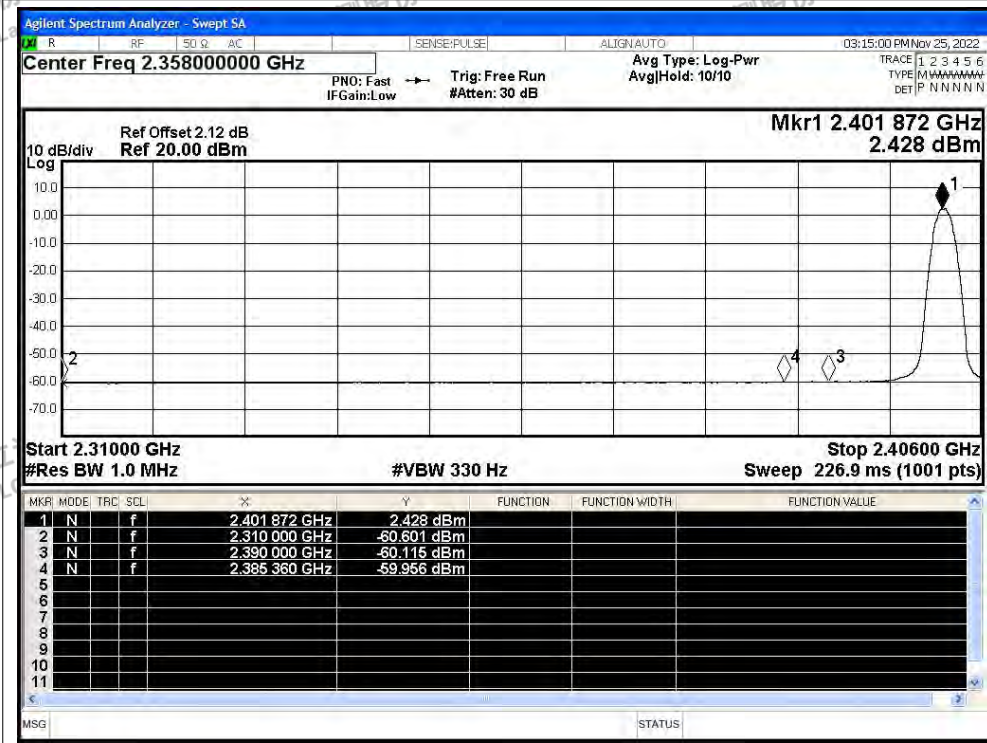 Agilent Spectrum Analyzer - Swept SA
R RF 50 Ω AC SENSE:PULSE ALIGN AUTO 03:15:00 PM Nov 25, 2022
Center Freq 2.358000000 GHz
PNO: Fast Trig: Free Run
IFGain:Low #Atten: 30 dB
Avg Type: Log-Pwr
Avg|Hold: 10/10
TRACE 1 2 3 4 5 6
TYPE M
DET P N N N N N
Ref Offset 2.12 dB
10 dB/div Ref 20.00 dBm
Log
Mkr1 2.401 872 GHz
2.428 dBm
10.0
0.00
-10.0
-20.0
-30.0
-40.0
-50.0
-60.0
-70.0
1
2
4
3
Start 2.31000 GHz Stop 2.40600 GHz
#Res BW 1.0 MHz #VBW 330 Hz Sweep 226.9 ms (1001 pts)
MKR MODE TRC SCL X Y FUNCTION FUNCTION WIDTH FUNCTION VALUE
1 N f 2.401 872 GHz 2.428 dBm
2 N f 2.310 000 GHz -60.601 dBm
3 N f 2.390 000 GHz -60.115 dBm
4 N f 2.385 360 GHz -59.956 dBm
5
6
7
8
9
10
11
MSG STATUS